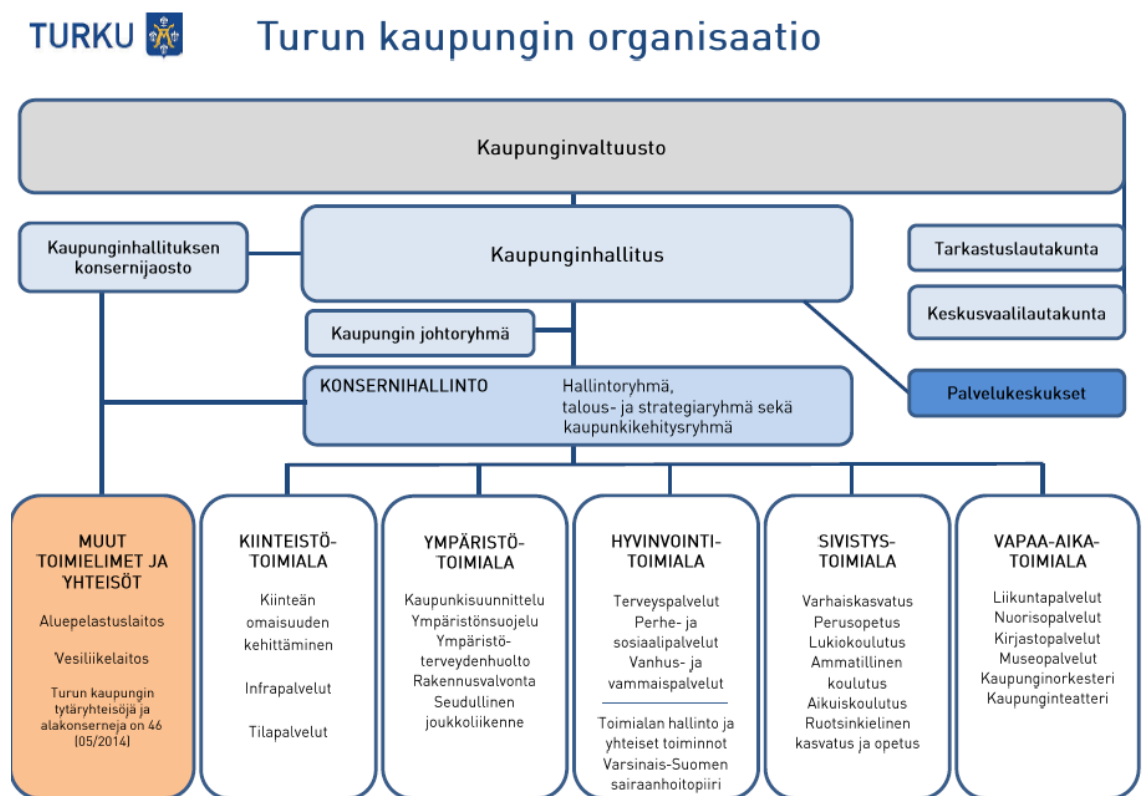 TURKU
Turun kaupungin organisaatio
Kaupunginvaltuusto
Kaupunginhallituksen
konsernijaosto
Kaupunginhallitus
Tarkastuslautakunta
Keskusvaalilautakunta
Kaupungin johtoryhmä
KONSERNIHALLINTO
Hallintoryhmä,
talous- ja strategiaryhmä sekä
kaupunkikehitysryhmä
Palvelukeskukset
MUUT
TOIMIELIMET JA
YHTEISÖT
Aluepelastuslaitos
Vesiliikelaitos
Turun kaupungin
tytäryhteisöjä ja
alakonserneja on 46
(05/2014)
KIINTEISTÖ-
TOIMIALA
Kiinteän
omaisuuden
kehittäminen
Infrapalvelut
Tilapalvelut
YMPÄRISTÖ-
TOIMIALA
Kaupunkisuunnittelu
Ympäristönsuojelu
Ympäristö-
terveydenhuolto
Rakennusvalvonta
Seudullinen
joukkoliikenne
HYVINVOINTI-
TOIMIALA
Terveyspalvelut
Perhe- ja
sosiaalipalvelut
Vanhus- ja
vammaispalvelut
Toimialan hallinto ja
yhteiset toiminnot
Varsinais-Suomen
sairaanhoitopiiri
SIVISTYS-
TOIMIALA
Varhaiskasvatus
Perusopetus
Lukiokoulutus
Ammatillinen
koulutus
Aikuiskoulutus
Ruotsinkielinen
kasvatus ja opetus
VAPAA-AIKA-
TOIMIALA
Liikuntapalvelut
Nuorisopalvelut
Kirjastopalvelut
Museopalvelut
Kaupunginorkesteri
Kaupunginteatteri